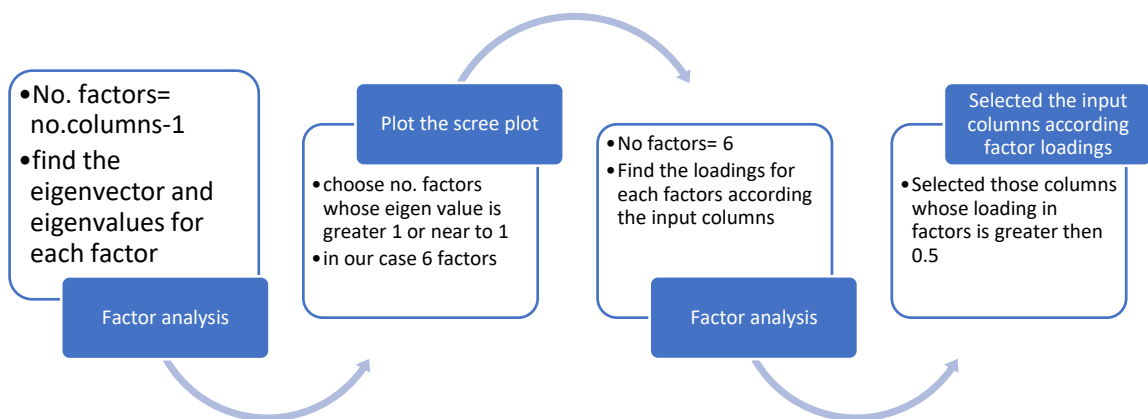 •No. factors=
no.columns-1
•find the
eigenvector and
eigenvalues for
each factor
Factor analysis
Plot the scree plot
•choose no. factors
whose eigen value is
greater 1 or near to 1
•in our case 6 factors
•No factors= 6
•Find the loadings for
each factors according
the input columns
Factor analysis
Selected the input
columns according
factor loadings
•Selected those columns
whose loading in
factors is greater then
0.5